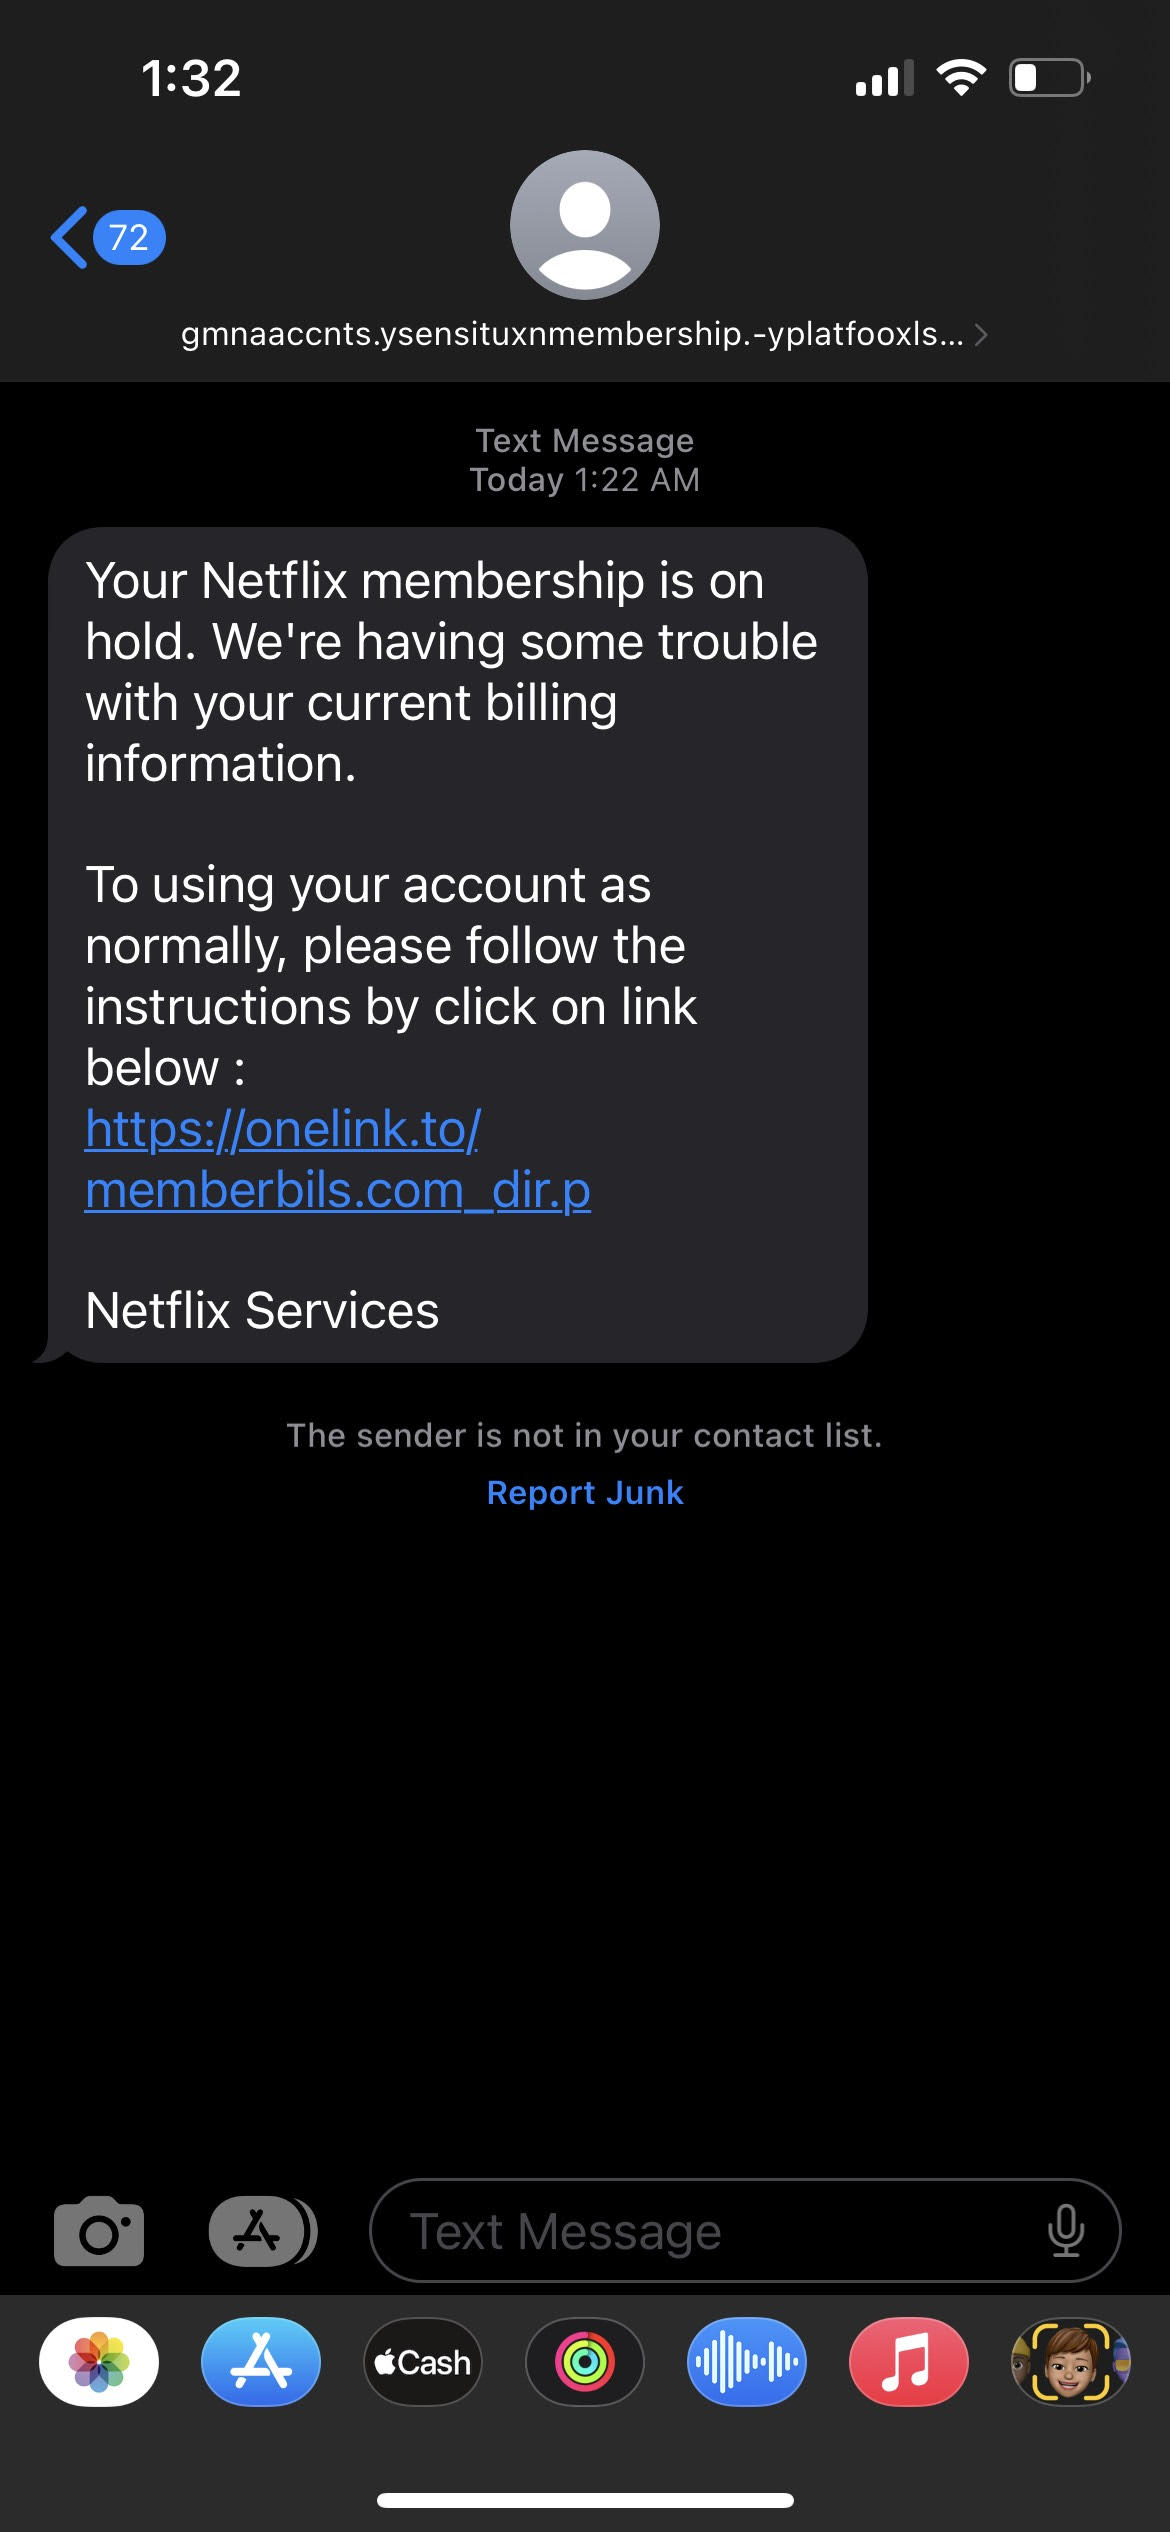 1:32
72
gmnaaccnts.ysensituxnmembership.-yplatfooxls...
Text Message
Today 1:22 AM
Your Netflix membership is on
hold. We're having some trouble
with your current billing
information.
To using your account as
normally, please follow the
instructions by click on link
below :
https://onelink.to/
memberbils.com_dir.p
Netflix Services
The sender is not in your contact list.
Report Junk
Text Message
Cash